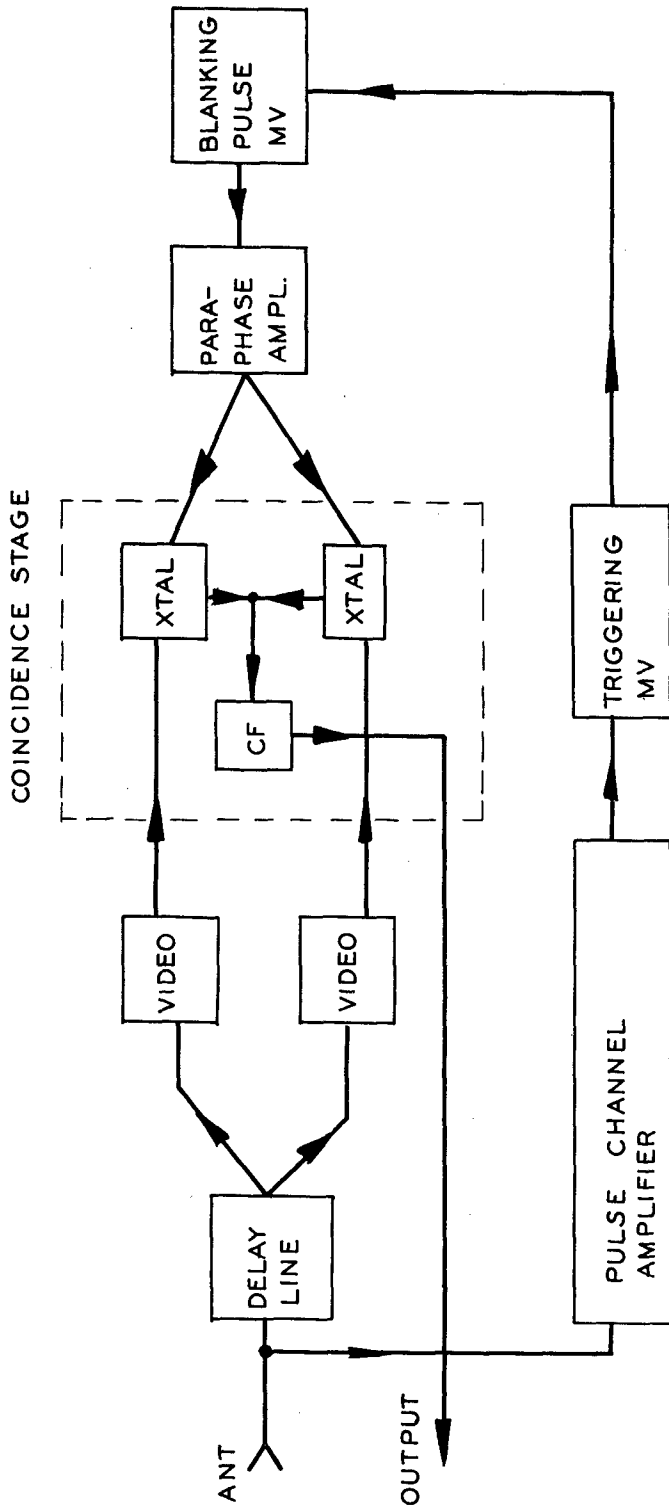 COINCIDENCE STAGE
ANT
DELAY
LINE
VIDEO
VIDEO
XTAL
CF
XTAL
PARA-
PHASE
AMPL.
BLANKING
PULSE
MV
OUTPUT
PULSE CHANNEL
AMPLIFIER
TRIGGERING
MV